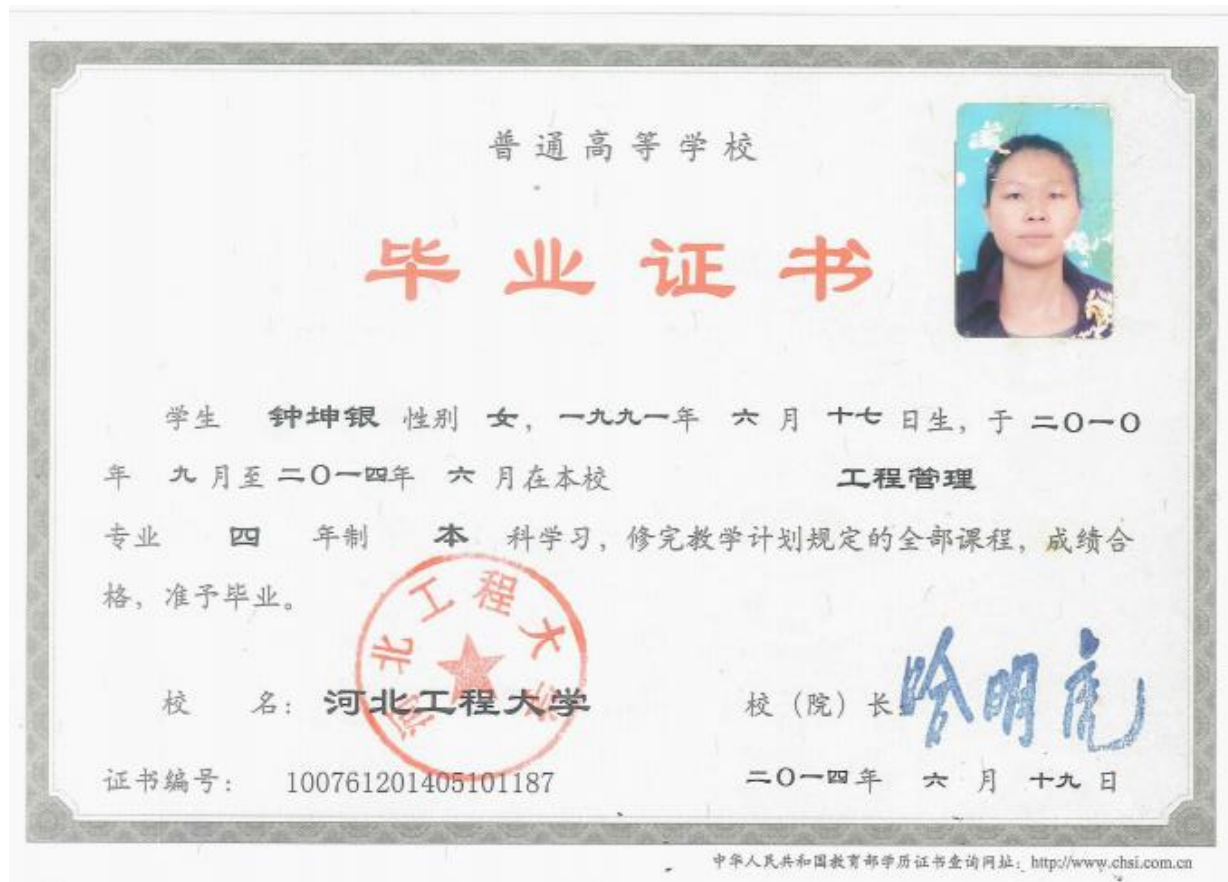 普通高等学校
毕业证书
学生 钟坤银 性别 女，一九九一年 六 月 十七 日生，于 二〇一〇
年 九 月至 二〇一四年 六 月在本校 工程管理
专业 四 年制 本 科学习，修完教学计划规定的全部课程，成绩合
格，准予毕业。
河北工程大学
校 名：河北工程大学
校（院）长：哈明虎
证书编号： 100761201405101187
二〇一四年 六 月 十九 日
中华人民共和国教育部学历证书查询网址：http://www.chsi.com.cn